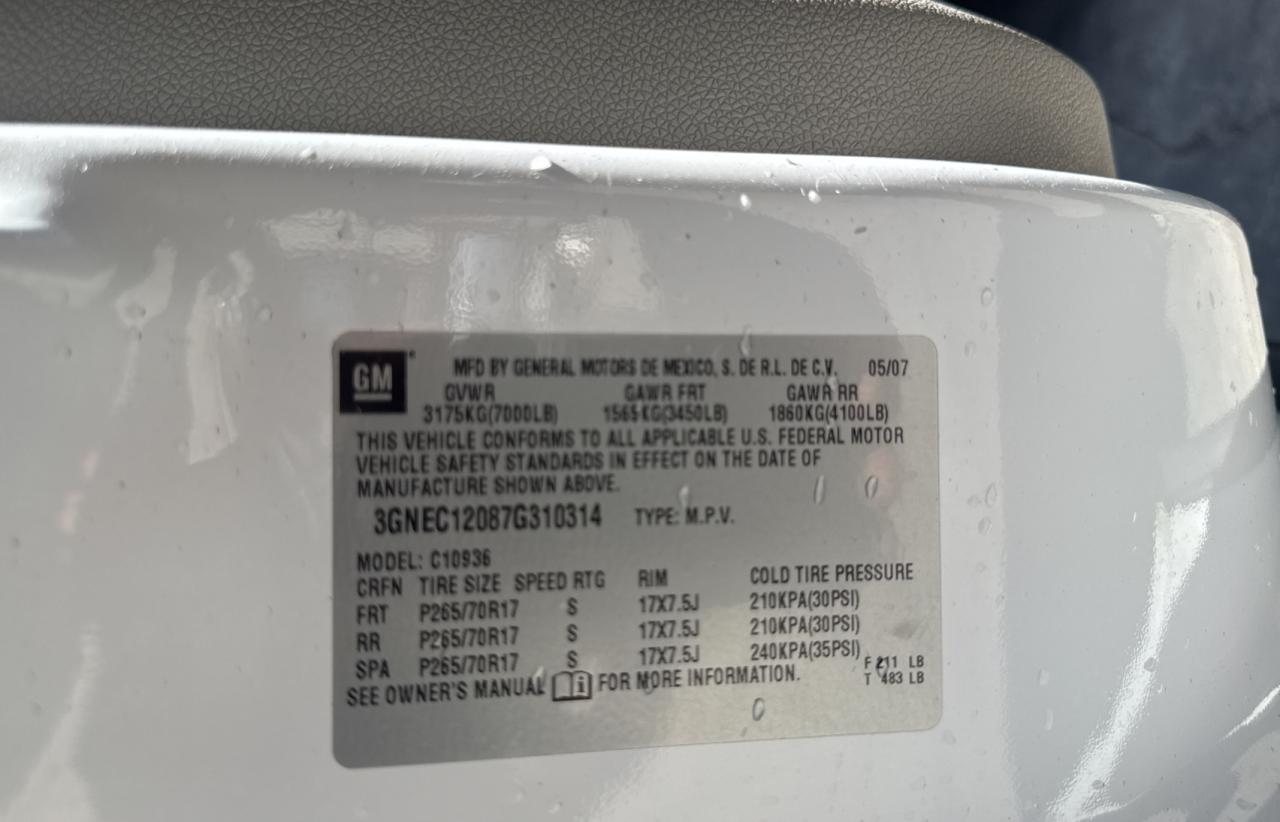 GM
MFD BY GENERAL MOTORS DE MEXICO, S. DE R.L. DE C.V. 05/07
GVWR GAWR FRT GAWR RR
3175KG(7000LB) 1565KG(3450LB) 1860KG(4100LB)
THIS VEHICLE CONFORMS TO ALL APPLICABLE U.S. FEDERAL MOTOR
VEHICLE SAFETY STANDARDS IN EFFECT ON THE DATE OF
MANUFACTURE SHOWN ABOVE.
3GNEC12087G310314 TYPE: M.P.V.
MODEL: C10936
CRFN TIRE SIZE SPEED RTG RIM COLD TIRE PRESSURE
FRT P265/70R17 S 17X7.5J 210KPA(30PSI)
RR P265/70R17 S 17X7.5J 210KPA(30PSI)
SPA P265/70R17 S 17X7.5J 240KPA(35PSI)
F 211 LB
T 483 LB
SEE OWNER'S MANUAL i FOR MORE INFORMATION.